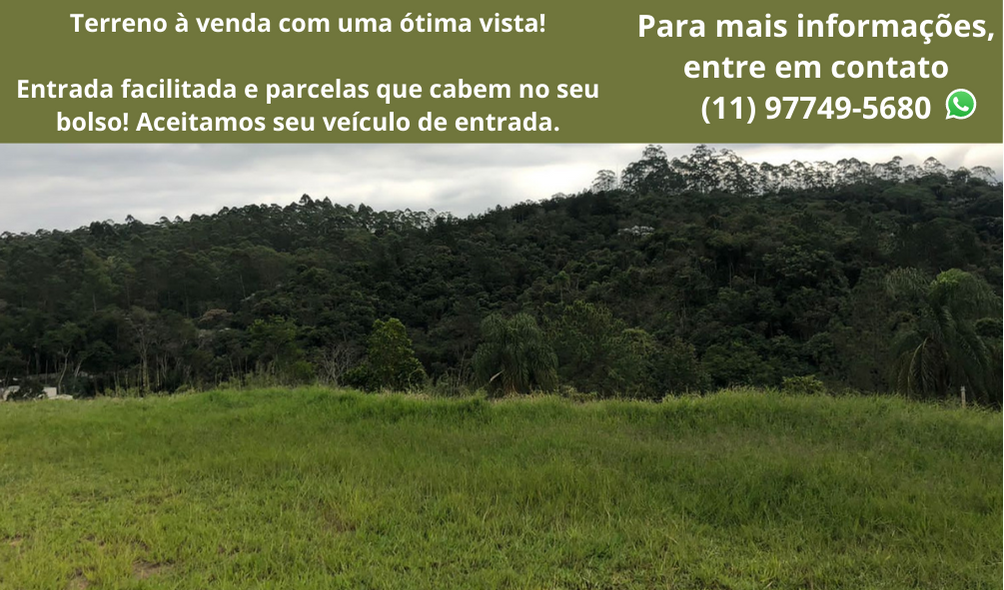 Terreno à venda com uma ótima vista!
Entrada facilitada e parcelas que cabem no seu
bolso! Aceitamos seu veículo de entrada.
Para mais informações,
entre em contato
(11) 97749-5680